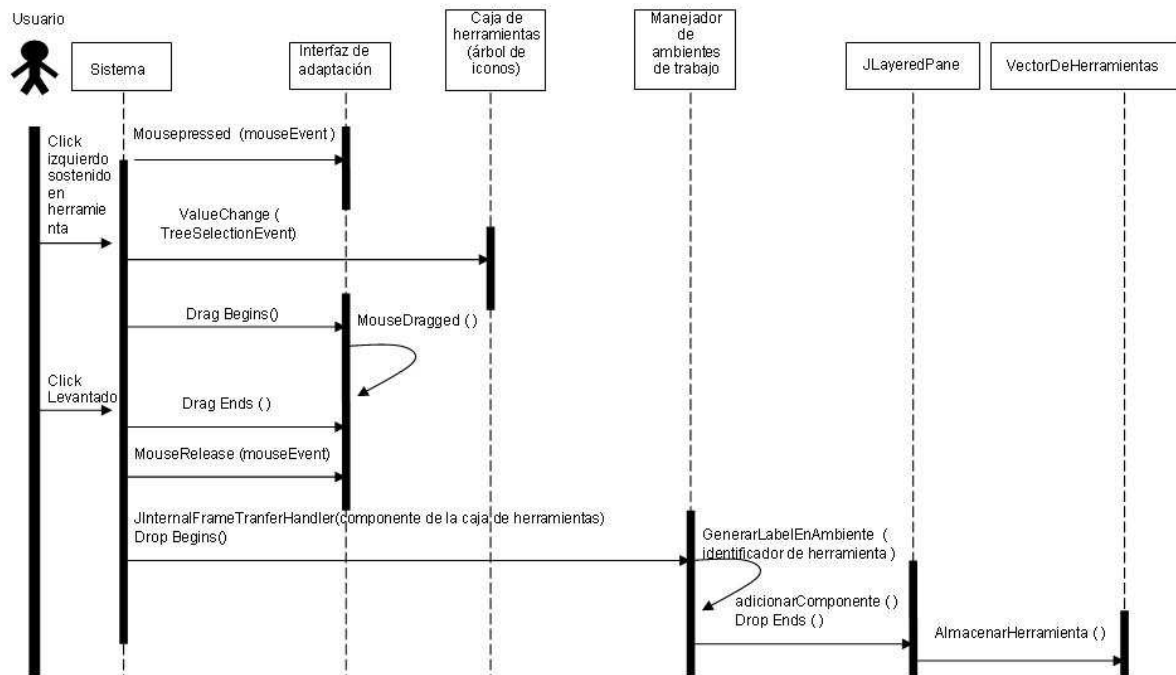 Usuario
Sistema
Interfaz de
adaptación
Caja de
herramientas
(árbol de
iconos)
Manejador
de
ambientes
de trabajo
JLayeredPane
VectorDeHerramientas
Click
izquierdo
sostenido
en
herramie
nta
Mousepressed (mouseEvent )
ValueChange (
TreeSelectionEvent)
Drag Begins()
MouseDragged ( )
Click
Levantado
Drag Ends ( )
MouseRelease (mouseEvent)
JInternalFrameTranferHandler(componente de la caja de herramientas)
Drop Begins()
GenerarLabelEnAmbiente (
identificador de herramienta )
adicionarComponente ( )
Drop Ends ( )
AlmacenarHerramienta ( )